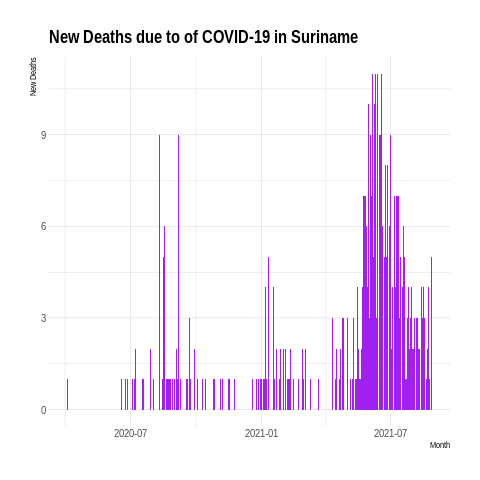 New Deaths due to of COVID-19 in Suriname
New Deaths
9
6
3
0
2020-07 2021-01 2021-07
Month